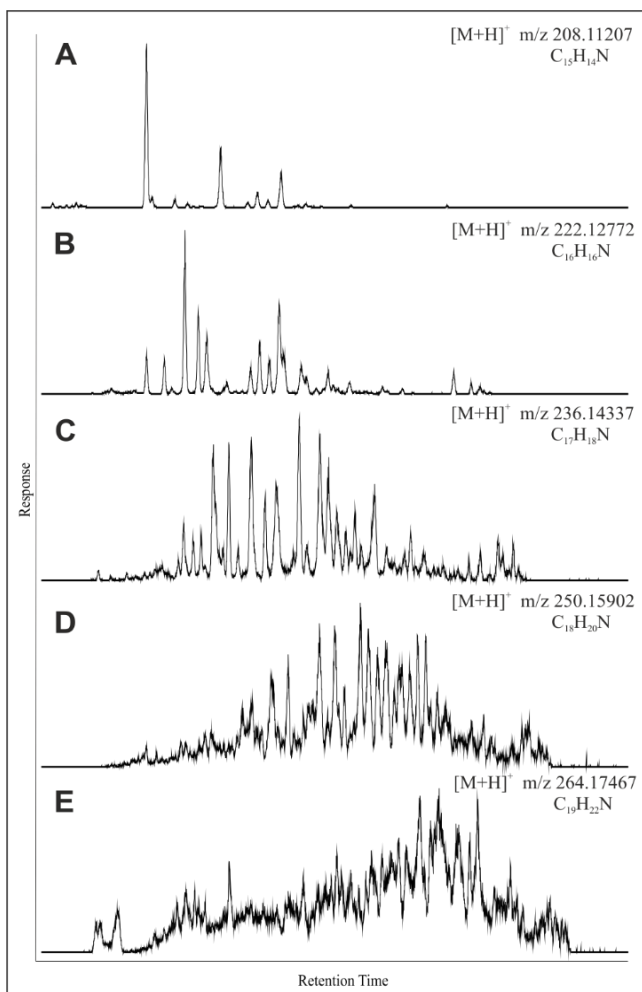 A
[M+H]⁺ m/z 208.11207
C₁₅H₁₄N
B
[M+H]⁺ m/z 222.12772
C₁₆H₁₆N
C
[M+H]⁺ m/z 236.14337
C₁₇H₁₈N
D
[M+H]⁺ m/z 250.15902
C₁₈H₂₀N
E
[M+H]⁺ m/z 264.17467
C₁₉H₂₂N
Response
Retention Time